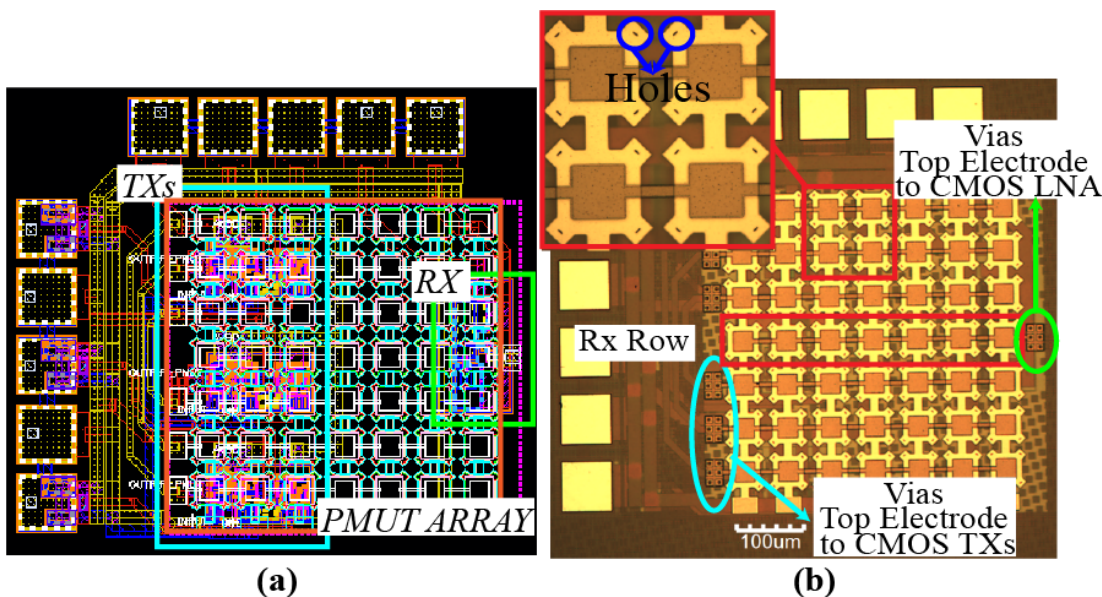 Holes
Vias
Top Electrode
to CMOS LNA
TXs
RX
Rx Row
PMUT ARRAY
Vias
Top Electrode
to CMOS TXs
100um
(a)
(b)